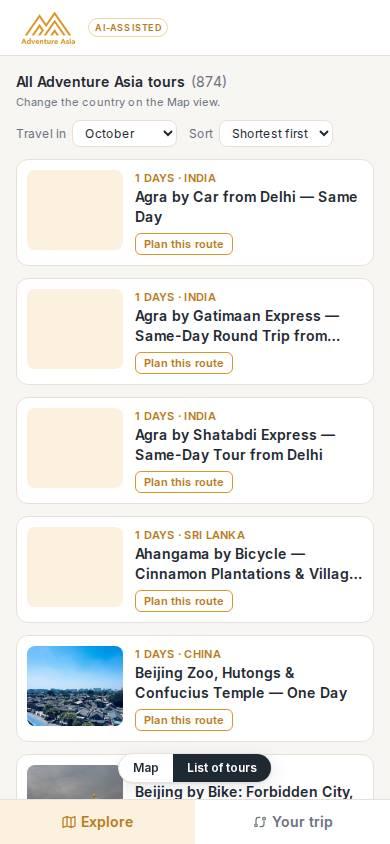 Adventure Asia
AI-ASSISTED
All Adventure Asia tours (874)
Change the country on the Map view.
Travel in October Sort Shortest first
1 DAYS · INDIA
Agra by Car from Delhi — Same
Day
Plan this route
1 DAYS · INDIA
Agra by Gatimaan Express —
Same-Day Round Trip from...
Plan this route
1 DAYS · INDIA
Agra by Shatabdi Express —
Same-Day Tour from Delhi
Plan this route
1 DAYS · SRI LANKA
Ahangama by Bicycle —
Cinnamon Plantations & Villag...
Plan this route
1 DAYS · CHINA
Beijing Zoo, Hutongs &
Confucius Temple — One Day
Plan this route
Map List of tours
Beijing by Bike: Forbidden City,
Explore Your trip